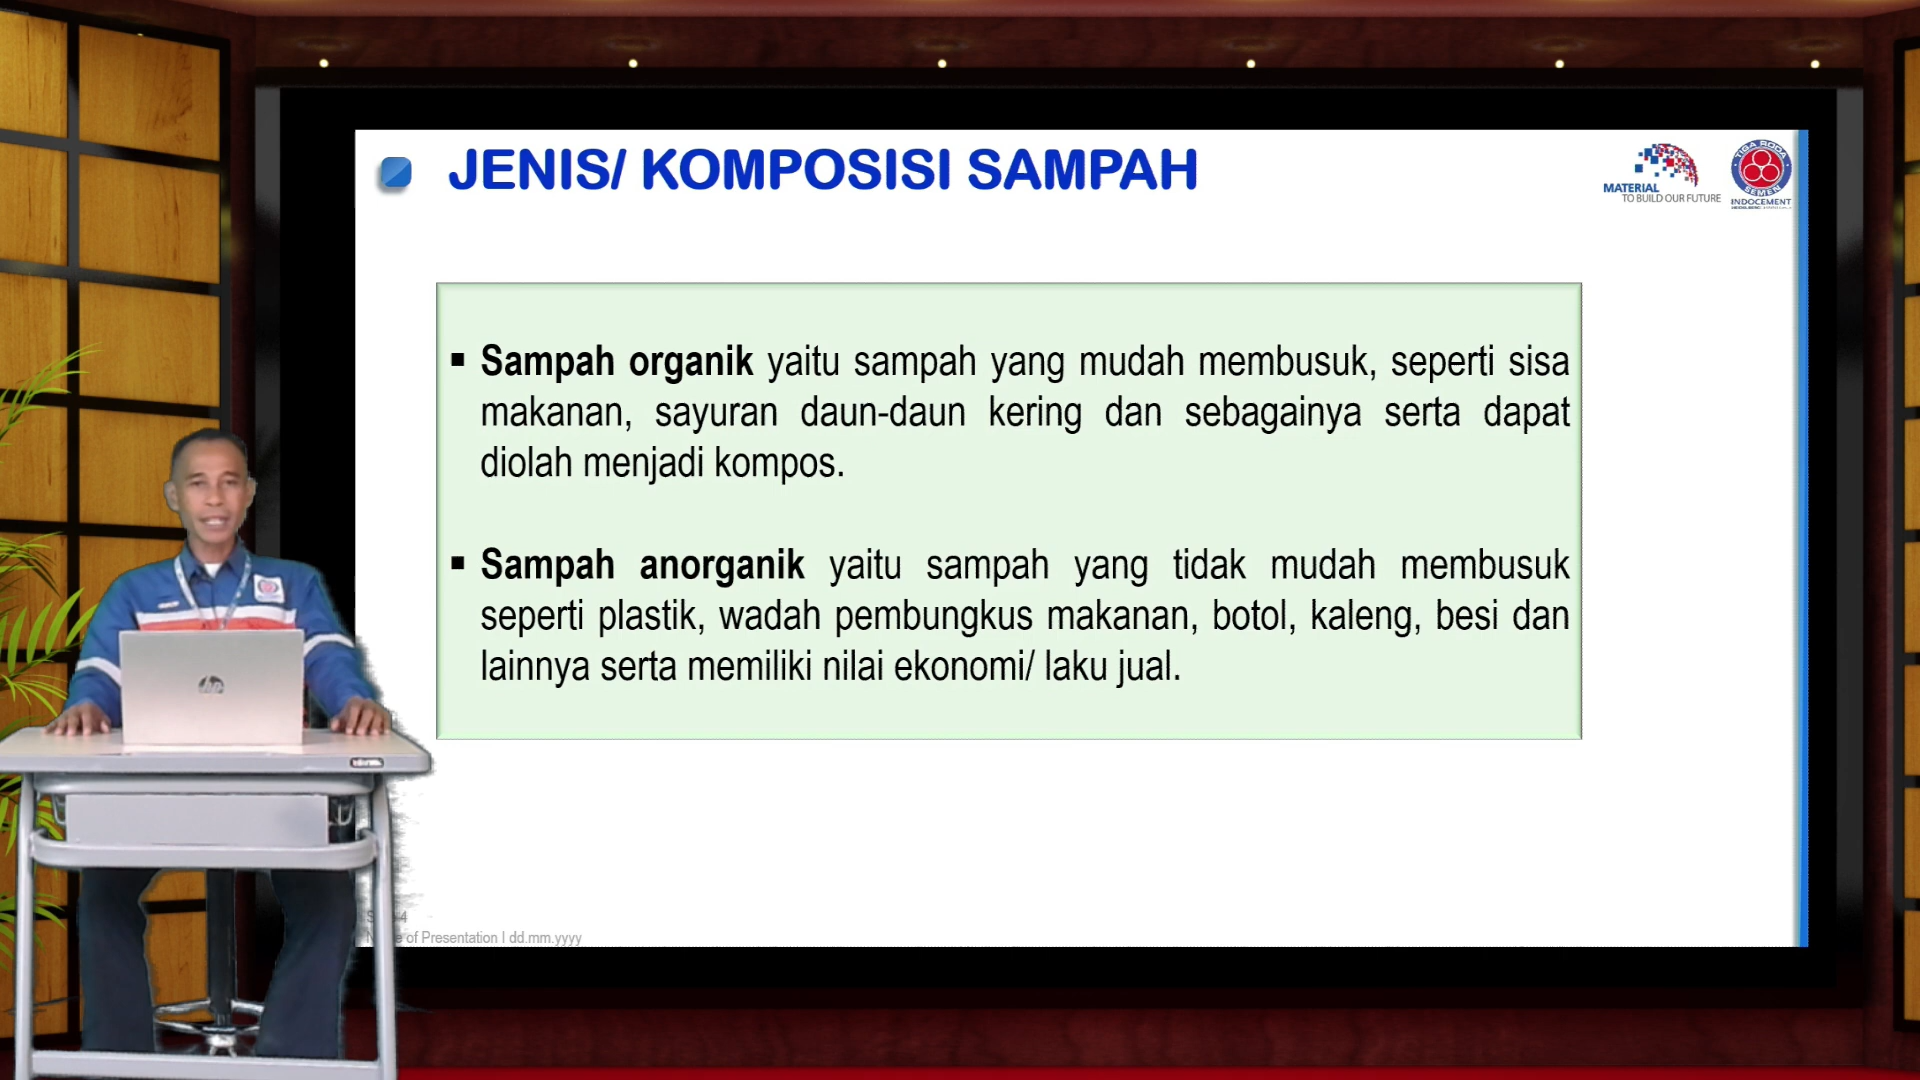 JENIS/ KOMPOSISI SAMPAH
MATERIAL
TO BUILD OUR FUTURE
TIGA RODA
SEMEN
INDOCEMENT
▪ Sampah organik yaitu sampah yang mudah membusuk, seperti sisa
makanan, sayuran daun-daun kering dan sebagainya serta dapat
diolah menjadi kompos.
▪ Sampah anorganik yaitu sampah yang tidak mudah membusuk
seperti plastik, wadah pembungkus makanan, botol, kaleng, besi dan
lainnya serta memiliki nilai ekonomi/ laku jual.
hp
4
of Presentation I dd.mm.yyyy